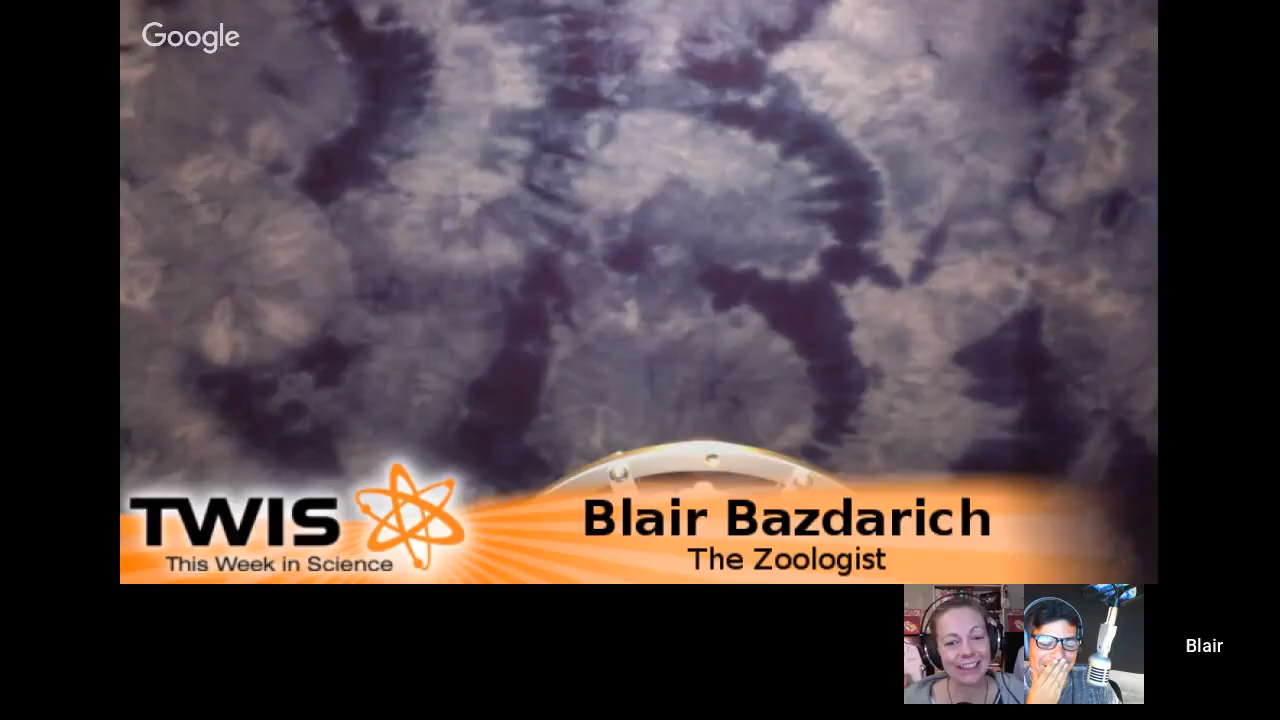 Google
TWIS
This Week in Science
Blair Bazdarich
The Zoologist
Blair